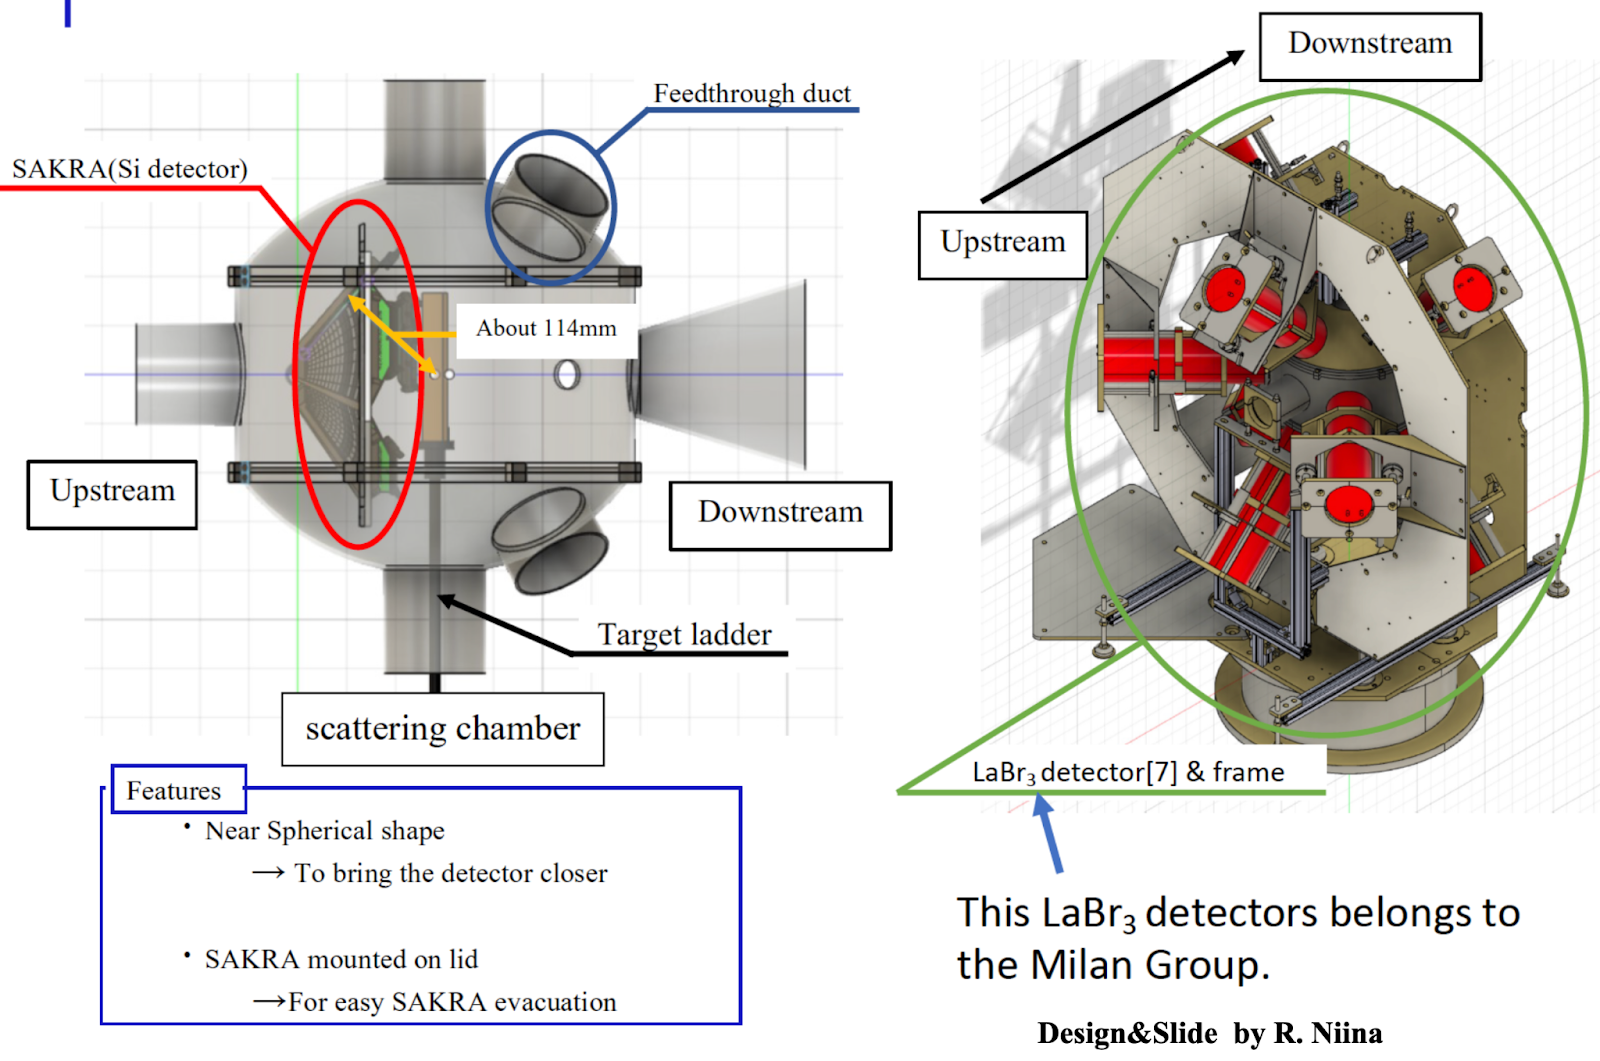 Feedthrough duct
SAKRA(Si detector)
About 114mm
Upstream
Downstream
Target ladder
scattering chamber
Features
・ Near Spherical shape
→ To bring the detector closer
・ SAKRA mounted on lid
→For easy SAKRA evacuation
Downstream
Upstream
LaBr₃ detector[7] & frame
This LaBr₃ detectors belongs to
the Milan Group.
Design&Slide by R. Niina